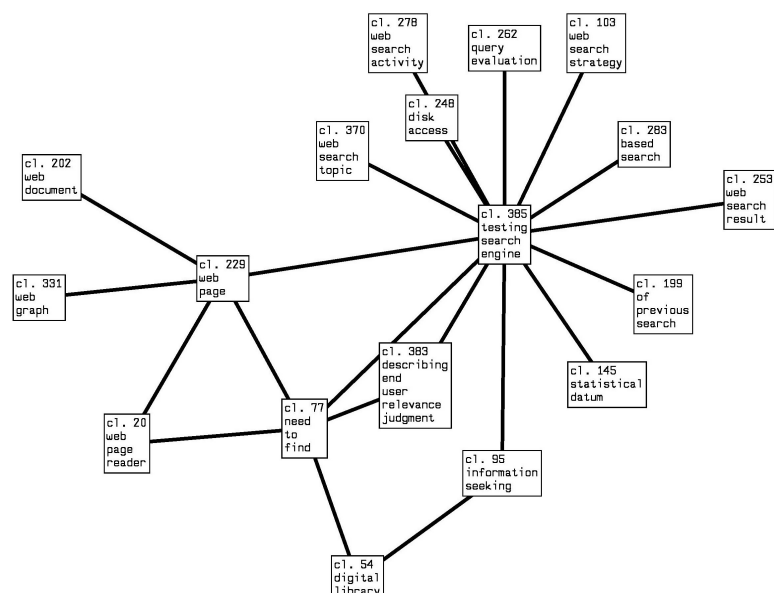 cl. 278
web
search
activity
cl. 262
query
evaluation
cl. 103
web
search
strategy
cl. 248
disk
access
cl. 370
web
search
topic
cl. 283
based
search
cl. 202
web
document
cl. 253
web
search
result
cl. 385
testing
search
engine
cl. 229
web
page
cl. 331
web
graph
cl. 199
of
previous
search
cl. 383
describing
end
user
relevance
judgment
cl. 145
statistical
datum
cl. 77
need
to
find
cl. 20
web
page
reader
cl. 95
information
seeking
cl. 54
digital
library